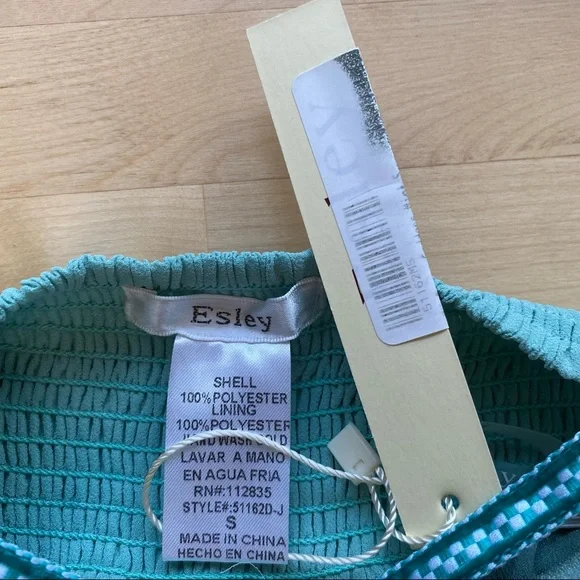 Esley
SHELL
100%POLYESTER
LINING
100%POLYESTER
HAND WASH COLD
LAVAR A MANO
EN AGUA FRIA
RN#:112835
STYLE#:51162D-J
S
MADE IN CHINA
HECHO EN CHINA